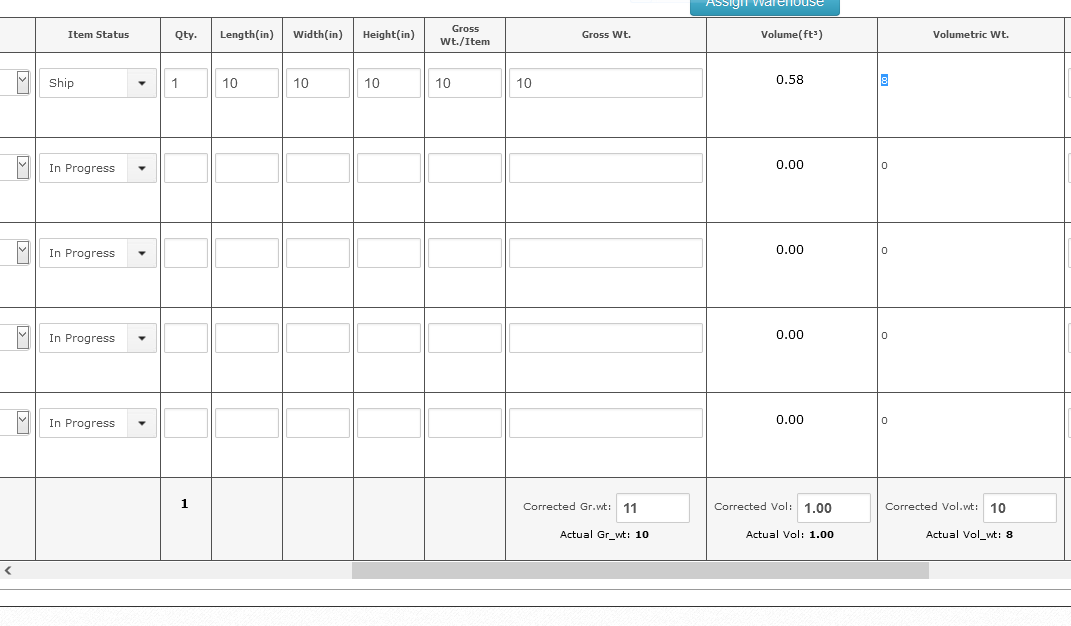 Assign Warehouse
Item Status Qty. Length(in) Width(in) Height(in) Gross Wt./Item Gross Wt. Volume(ft³) Volumetric Wt.
Ship 1 10 10 10 10 10 0.58 8
In Progress 0.00 0
In Progress 0.00 0
In Progress 0.00 0
In Progress 0.00 0
1 Corrected Gr.wt: 11 Corrected Vol: 1.00 Corrected Vol.wt: 10
Actual Gr_wt: 10 Actual Vol: 1.00 Actual Vol_wt: 8